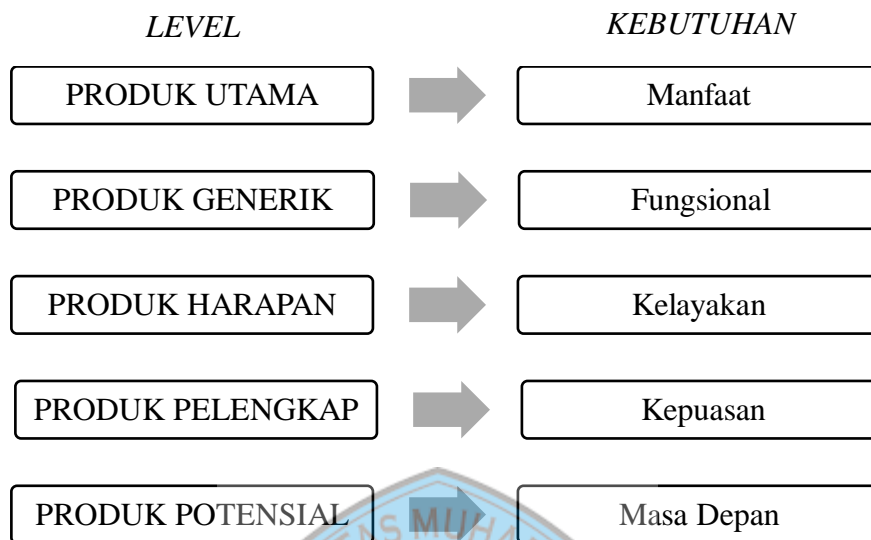 LEVEL KEBUTUHAN
PRODUK UTAMA Manfaat
PRODUK GENERIK Fungsional
PRODUK HARAPAN Kelayakan
PRODUK PELENGKAP Kepuasan
PRODUK POTENSIAL Masa Depan